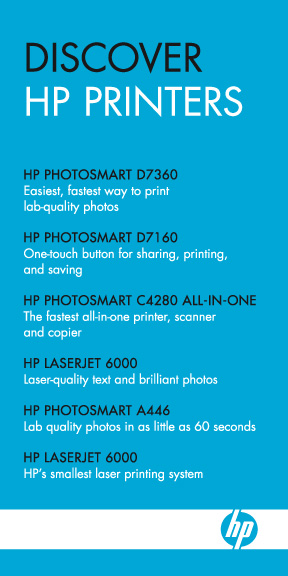 DISCOVER
HP PRINTERS
HP PHOTOSMART D7360
Easiest, fastest way to print
lab-quality photos
HP PHOTOSMART D7160
One-touch button for sharing, printing,
and saving
HP PHOTOSMART C4280 ALL-IN-ONE
The fastest all-in-one printer, scanner
and copier
HP LASERJET 6000
Laser-quality text and brilliant photos
HP PHOTOSMART A446
Lab quality photos in as little as 60 seconds
HP LASERJET 6000
HP's smallest laser printing system
hp